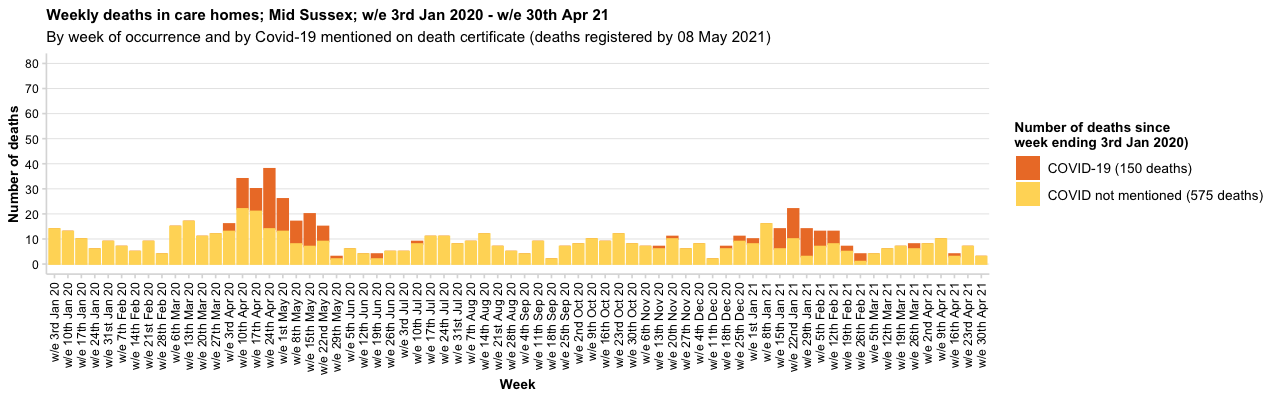 Weekly deaths in care homes; Mid Sussex; w/e 3rd Jan 2020 - w/e 30th Apr 21
By week of occurrence and by Covid-19 mentioned on death certificate (deaths registered by 08 May 2021)
Number of deaths
80
70
60
50
40
30
20
10
0
w/e 3rd Jan 20
w/e 10th Jan 20
w/e 17th Jan 20
w/e 24th Jan 20
w/e 31st Jan 20
w/e 7th Feb 20
w/e 14th Feb 20
w/e 21st Feb 20
w/e 28th Feb 20
w/e 6th Mar 20
w/e 13th Mar 20
w/e 20th Mar 20
w/e 27th Mar 20
w/e 3rd Apr 20
w/e 10th Apr 20
w/e 17th Apr 20
w/e 24th Apr 20
w/e 1st May 20
w/e 8th May 20
w/e 15th May 20
w/e 22nd May 20
w/e 29th May 20
w/e 5th Jun 20
w/e 12th Jun 20
w/e 19th Jun 20
w/e 26th Jun 20
w/e 3rd Jul 20
w/e 10th Jul 20
w/e 17th Jul 20
w/e 24th Jul 20
w/e 31st Jul 20
w/e 7th Aug 20
w/e 14th Aug 20
w/e 21st Aug 20
w/e 28th Aug 20
w/e 4th Sep 20
w/e 11th Sep 20
w/e 18th Sep 20
w/e 25th Sep 20
w/e 2nd Oct 20
w/e 9th Oct 20
w/e 16th Oct 20
w/e 23rd Oct 20
w/e 30th Oct 20
w/e 6th Nov 20
w/e 13th Nov 20
w/e 20th Nov 20
w/e 27th Nov 20
w/e 4th Dec 20
w/e 11th Dec 20
w/e 18th Dec 20
w/e 25th Dec 20
w/e 1st Jan 21
w/e 8th Jan 21
w/e 15th Jan 21
w/e 22nd Jan 21
w/e 29th Jan 21
w/e 5th Feb 21
w/e 12th Feb 21
w/e 19th Feb 21
w/e 26th Feb 21
w/e 5th Mar 21
w/e 12th Mar 21
w/e 19th Mar 21
w/e 26th Mar 21
w/e 2nd Apr 21
w/e 9th Apr 21
w/e 16th Apr 21
w/e 23rd Apr 21
w/e 30th Apr 21
Week
Number of deaths since
week ending 3rd Jan 2020)
COVID-19 (150 deaths)
COVID not mentioned (575 deaths)